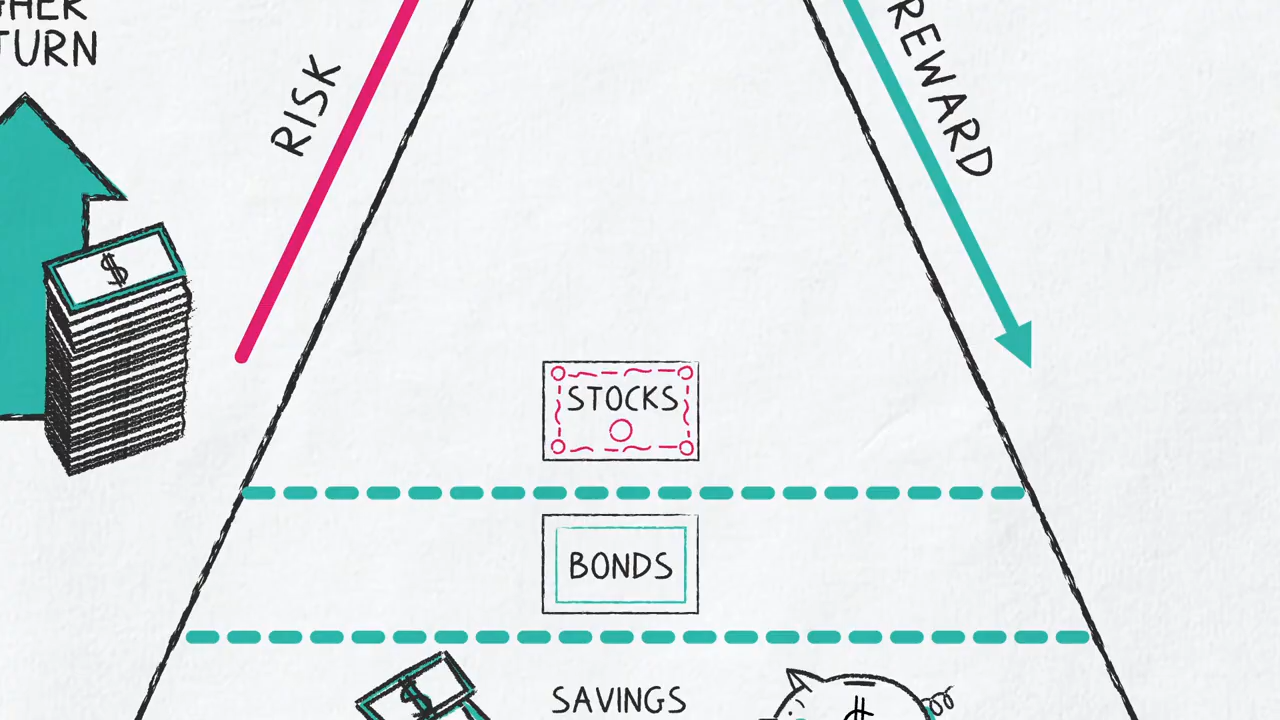 TURN
RISK
REWARD
STOCKS
BONDS
SAVINGS
$
$
$